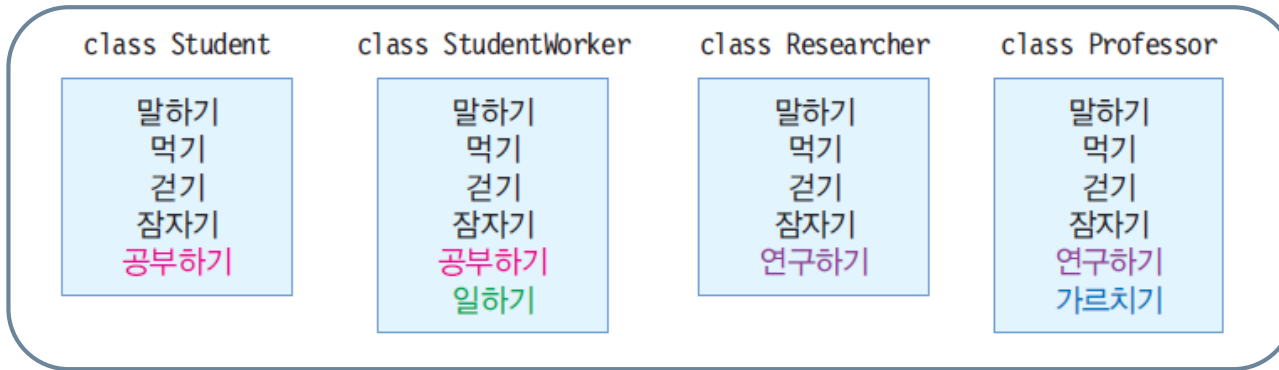 class Student
말하기
먹기
걷기
잠자기
공부하기
class StudentWorker
말하기
먹기
걷기
잠자기
공부하기
일하기
class Researcher
말하기
먹기
걷기
잠자기
연구하기
class Professor
말하기
먹기
걷기
잠자기
연구하기
가르치기